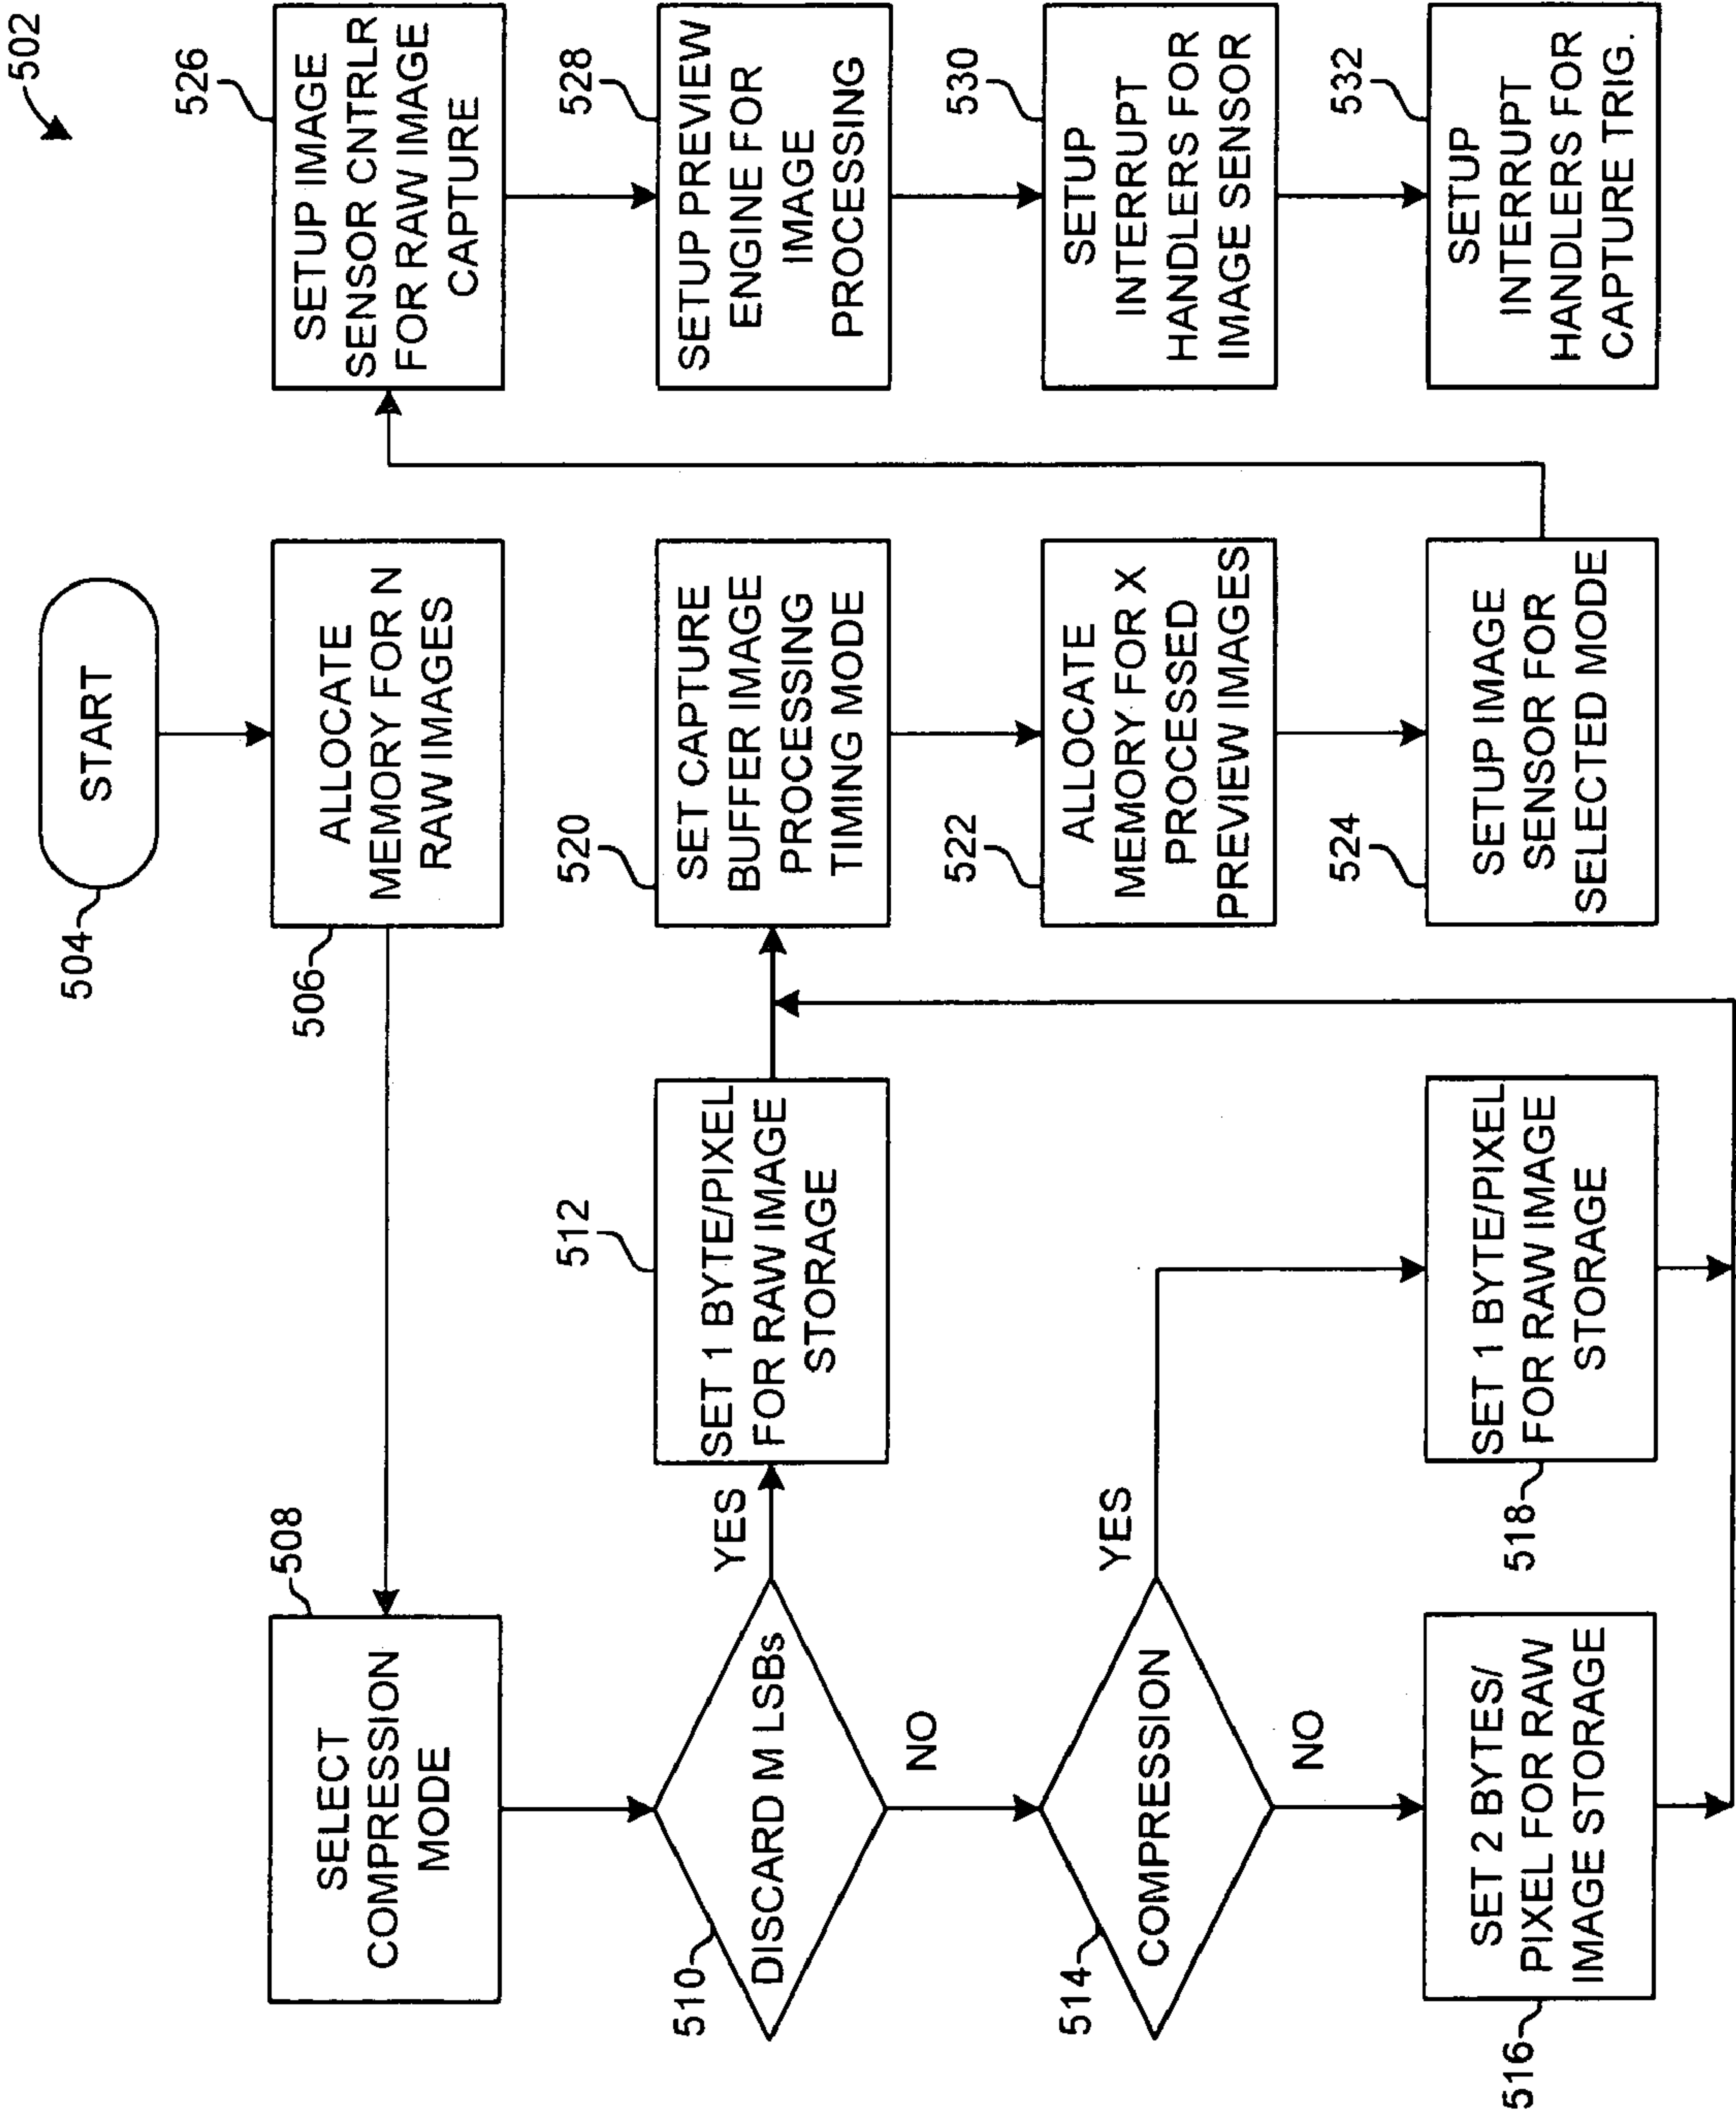 502
START
504
ALLOCATE
MEMORY FOR N
RAW IMAGES
506
SELECT
COMPRESSION
MODE
508
DISCARD M LSBs
510
YES
NO
SET 1 BYTE/PIXEL
FOR RAW IMAGE
STORAGE
512
COMPRESSION
514
YES
NO
SET 2 BYTES/
PIXEL FOR RAW
IMAGE STORAGE
516
SET 1 BYTE/PIXEL
FOR RAW IMAGE
STORAGE
518
SET CAPTURE
BUFFER IMAGE
PROCESSING
TIMING MODE
520
ALLOCATE
MEMORY FOR X
PROCESSED
PREVIEW IMAGES
522
SETUP IMAGE
SENSOR FOR
SELECTED MODE
524
SETUP IMAGE
SENSOR CNTRLR
FOR RAW IMAGE
CAPTURE
526
SETUP PREVIEW
ENGINE FOR
IMAGE
PROCESSING
528
SETUP
INTERRUPT
HANDLERS FOR
IMAGE SENSOR
530
SETUP
INTERRUPT
HANDLERS FOR
CAPTURE TRIG.
532